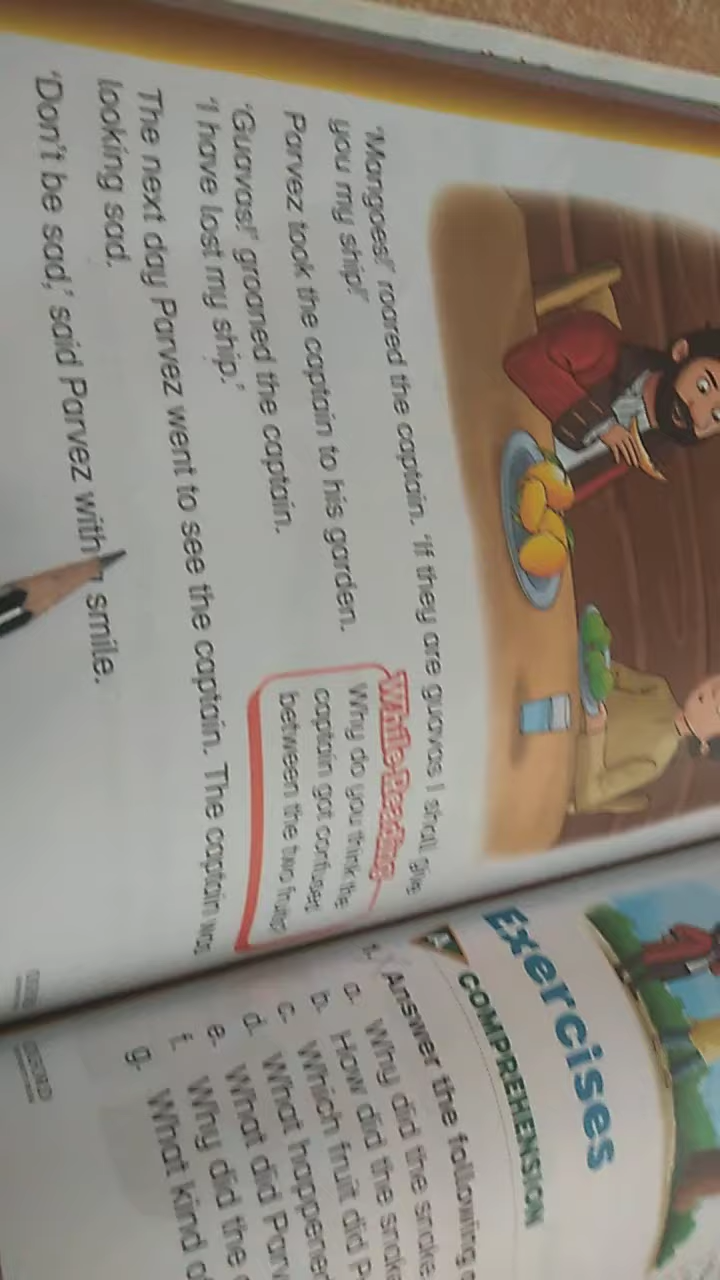 'Mangoes!' roared the captain. 'If they are guavas I shall give
you my ship!'
Parvez took the captain to his garden.
'Guavas!' groaned the captain.
'I have lost my ship.'
The next day Parvez went to see the captain. The captain was
looking sad.
'Don't be sad,' said Parvez with smile.
While Reading
Why do you think the
captain got confused
between the two fruits
Exercises
A COMPREHENSION
1. Answer the following
a. Why did the snake
b. How did the snake
c. Which fruit did
d. What happened
e. What did
f. Why did the
g. What kind
OXFORD